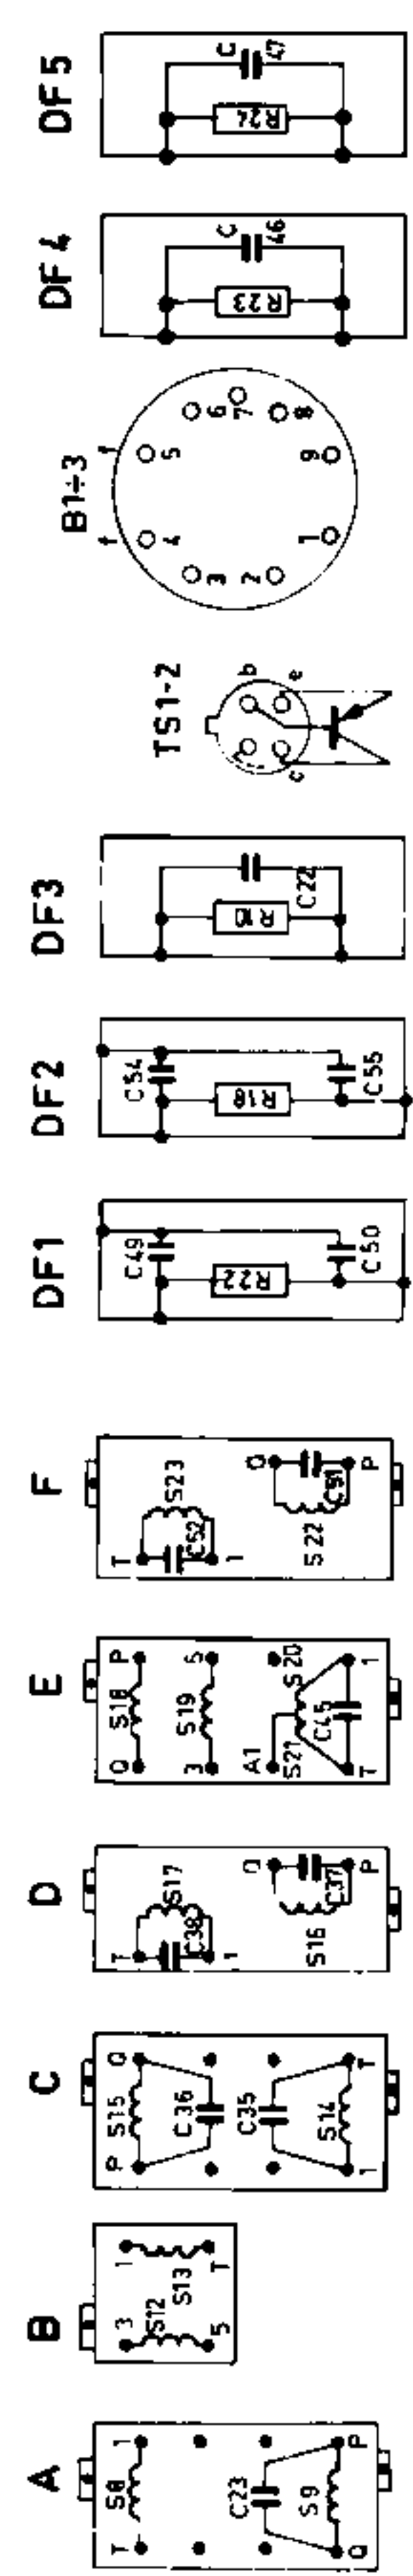 DF5
C
47
R24
DF4
C
46
R23
B1÷3
f
f
5
6
7
8
9
4
3
2
1
TS1-2
b
e
c
DF3
C22
DF2
C54
R18
C55
DF1
C49
R22
C50
F
T
S23
C52
1
Q
C51
S22
P
E
Q
S18
P
3
S19
5
A1
S20
S21
C45
T
1
D
T
S17
C38
1
Q
C37
S16
P
C
P
S15
Q
C36
C35
1
S14
T
B
3
1
S12
S13
5
T
A
T
S8
1
C23
Q
S9
P